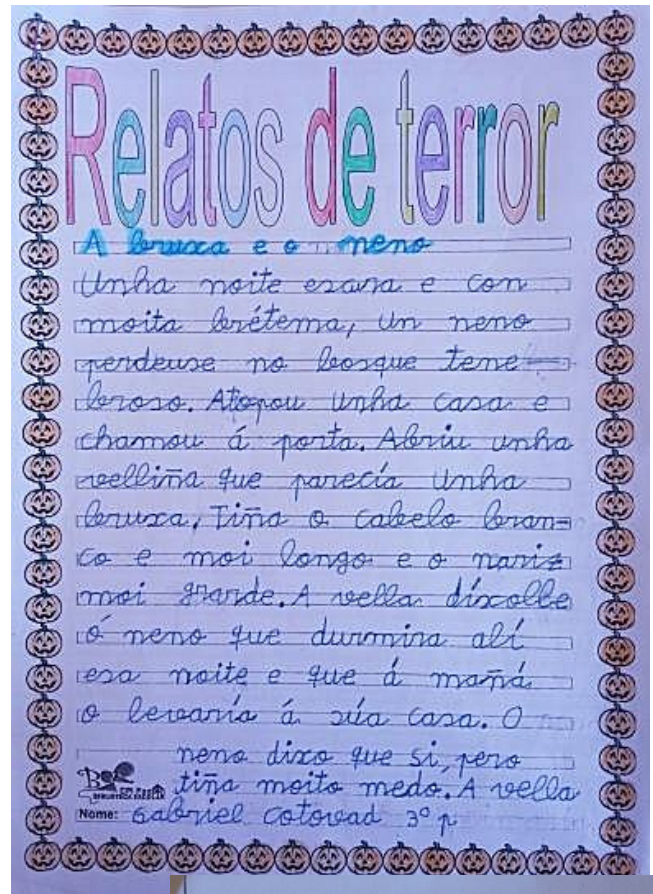 Relatos de terror
A bruxa e o neno
Unha noite escura e con
moita brétema, un neno
perdeuse no bosque tene-
broso. Atopou unha casa e
chamou á porta. Abriu unha
velliña que parecía unha
bruxa, Tiña o cabelo bran-
co e moi longo e o nariz
moi grande. A vella díxolle
ó neno que durmira alí
esa noite e que á mañá
o levaría á súa casa. O
neno dixo que si, pero
tiña moito medo. A vella
Nome: Gabriel Cotovad 3º p